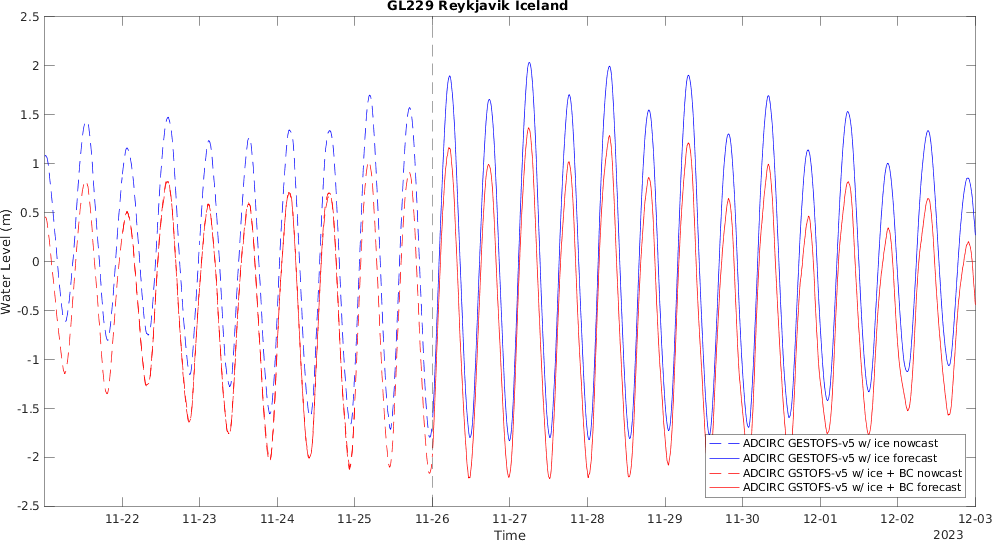 GL229 Reykjavik Iceland
2.5
2
1.5
1
0.5
0
-0.5
-1
-1.5
-2
-2.5
Water Level (m)
ADCIRC GESTOFS-v5 w/ ice nowcast
ADCIRC GESTOFS-v5 w/ ice forecast
ADCIRC GSTOFS-v5 w/ ice + BC nowcast
ADCIRC GSTOFS-v5 w/ ice + BC forecast
11-22 11-23 11-24 11-25 11-26 11-27 11-28 11-29 11-30 12-01 12-02 12-03
Time
2023